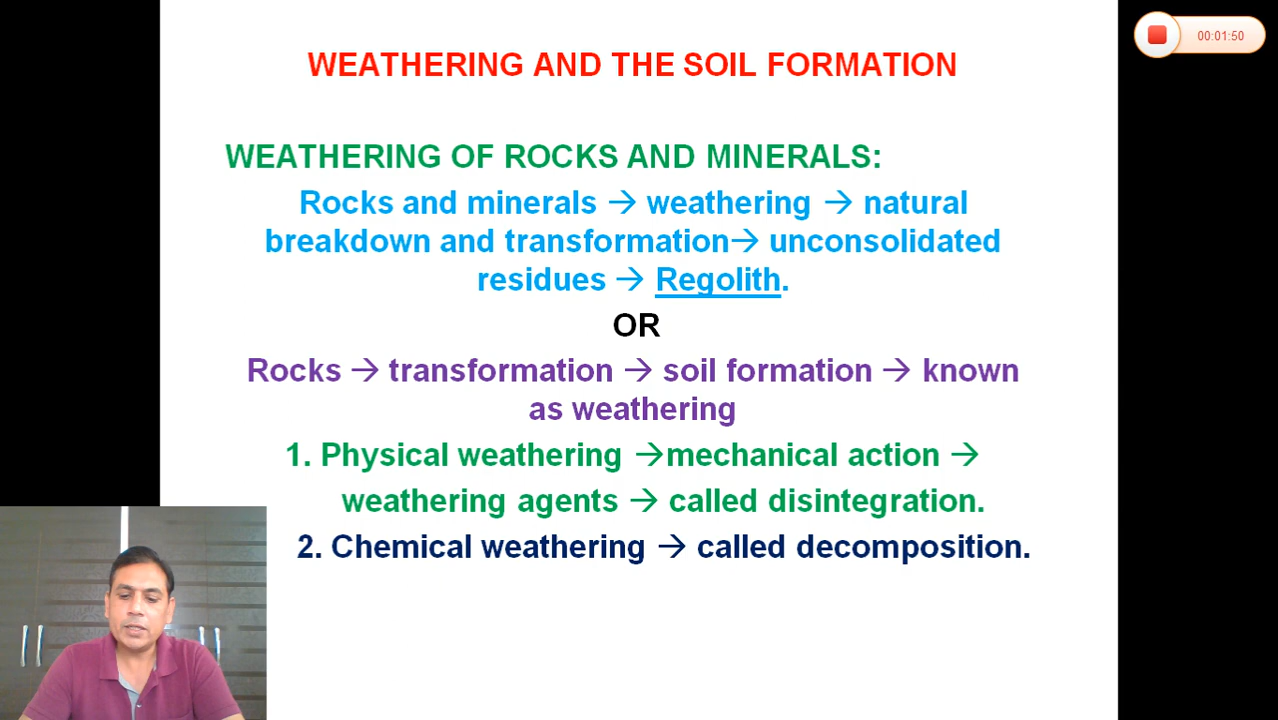 WEATHERING AND THE SOIL FORMATION
00:01:50
WEATHERING OF ROCKS AND MINERALS:
Rocks and minerals → weathering → natural
breakdown and transformation→ unconsolidated
residues → Regolith.
OR
Rocks → transformation → soil formation → known
as weathering
1. Physical weathering →mechanical action →
weathering agents → called disintegration.
2. Chemical weathering → called decomposition.